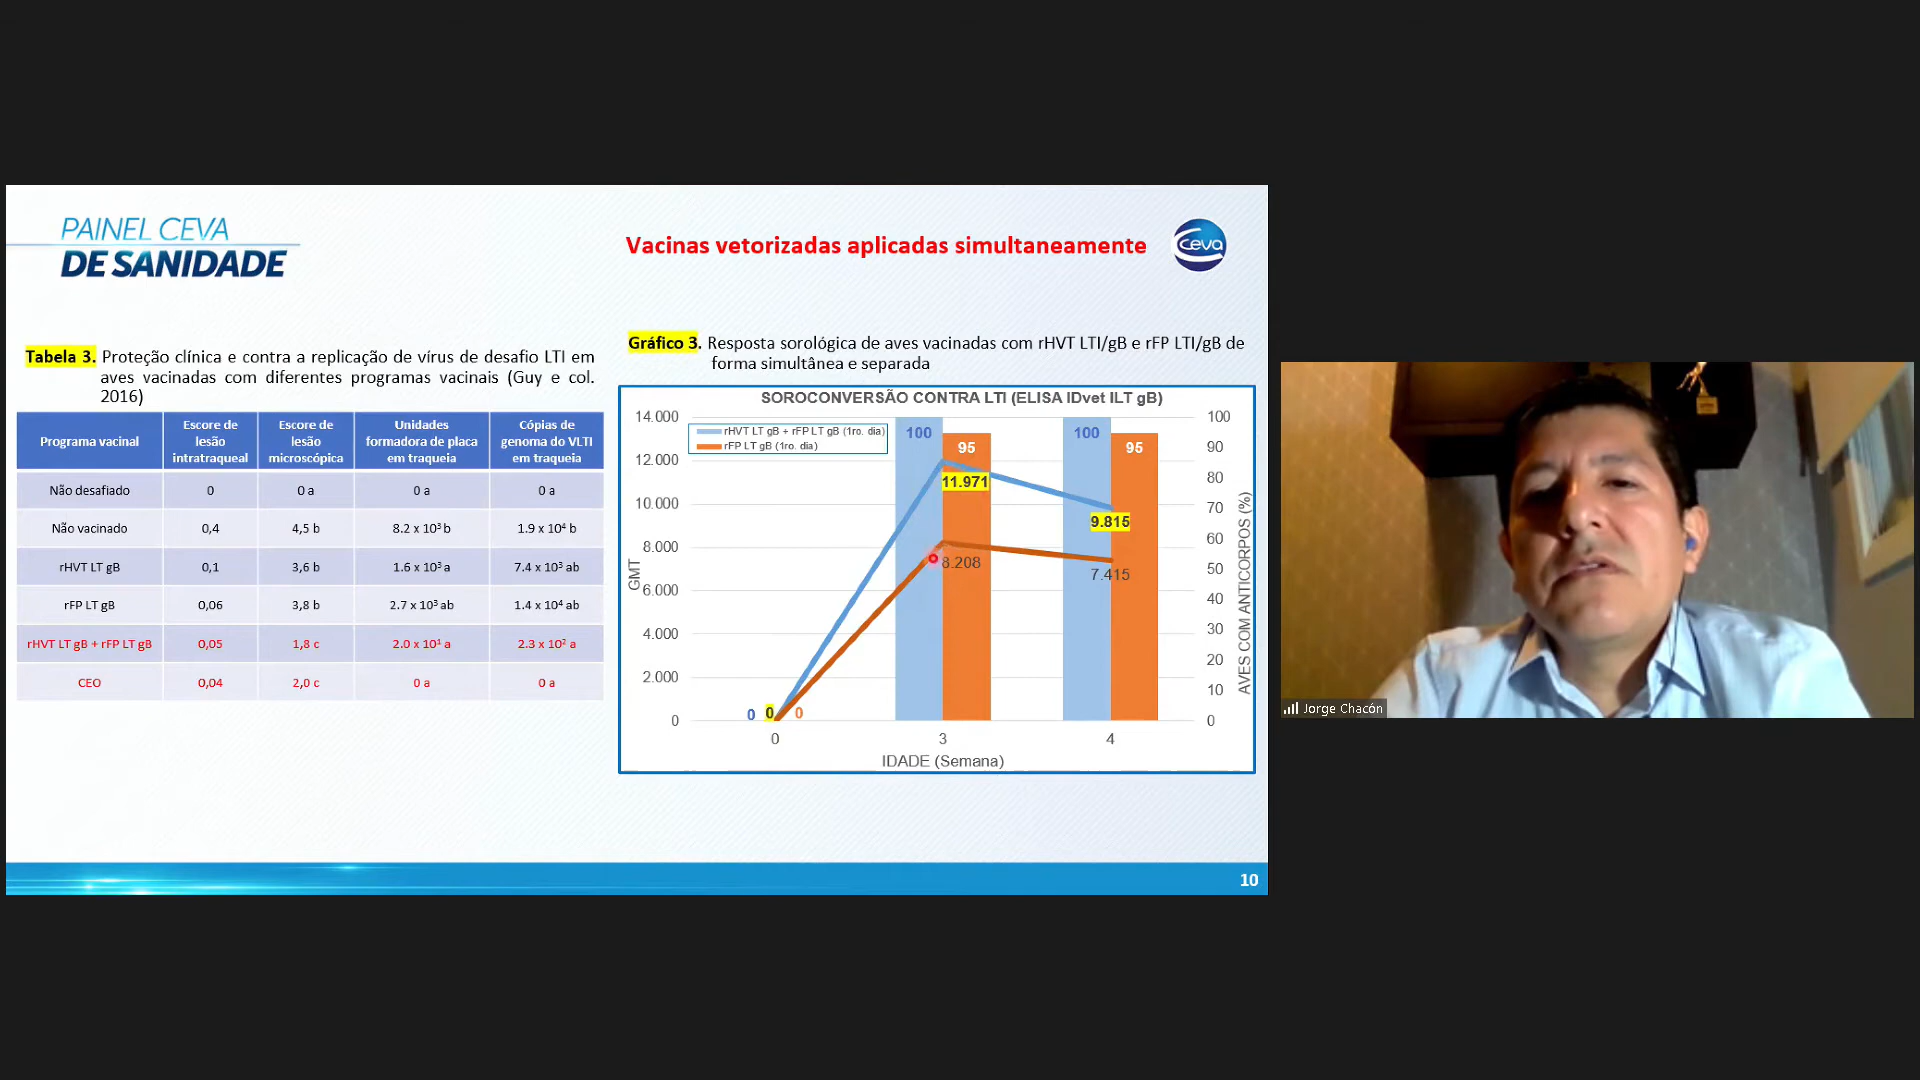 PAINEL CEVA
DE SANIDADE
Vacinas vetorizadas aplicadas simultaneamente
ceva
Tabela 3. Proteção clínica e contra a replicação de vírus de desafio LTI em
aves vacinadas com diferentes programas vacinais (Guy e col.
2016)
Programa vacinal | Escore de lesão intratraqueal | Escore de lesão microscópica | Unidades formadora de placa em traqueia | Cópias de genoma do VLTI em traqueia
Não desafiado | 0 | 0 a | 0 a | 0 a
Não vacinado | 0,4 | 4,5 b | 8.2 x 10³ b | 1.9 x 10⁴ b
rHVT LT gB | 0,1 | 3,6 b | 1.6 x 10³ a | 7.4 x 10³ ab
rFP LT gB | 0,06 | 3,8 b | 2.7 x 10³ ab | 1.4 x 10⁴ ab
rHVT LT gB + rFP LT gB | 0,05 | 1,8 c | 2.0 x 10¹ a | 2.3 x 10² a
CEO | 0,04 | 2,0 c | 0 a | 0 a
Gráfico 3. Resposta sorológica de aves vacinadas com rHVT LTI/gB e rFP LTI/gB de
forma simultânea e separada
SOROCONVERSÃO CONTRA LTI (ELISA IDvet ILT gB)
rHVT LT gB + rFP LT gB (1ro. dia)
rFP LT gB (1ro. dia)
GMT
14.000
12.000
10.000
8.000
6.000
4.000
2.000
0
100
95
100
95
11.971
9.815
8.208
7.415
0 0 0
100
90
80
70
60
50
40
30
20
10
0
AVES COM ANTICORPOS (%)
0 3 4
IDADE (Semana)
10
Jorge Chacón